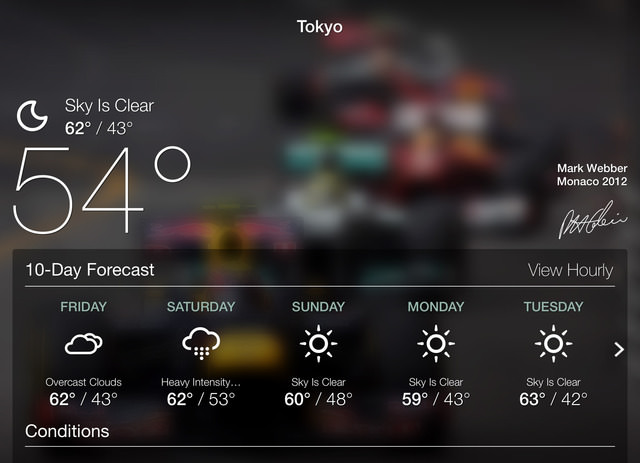 Tokyo
Sky Is Clear
62° / 43°
54°
Mark Webber
Monaco 2012
10-Day Forecast
View Hourly
FRIDAY
SATURDAY
SUNDAY
MONDAY
TUESDAY
Overcast Clouds
Heavy Intensity...
Sky Is Clear
Sky Is Clear
Sky Is Clear
62° / 43°
62° / 53°
60° / 48°
59° / 43°
63° / 42°
Conditions